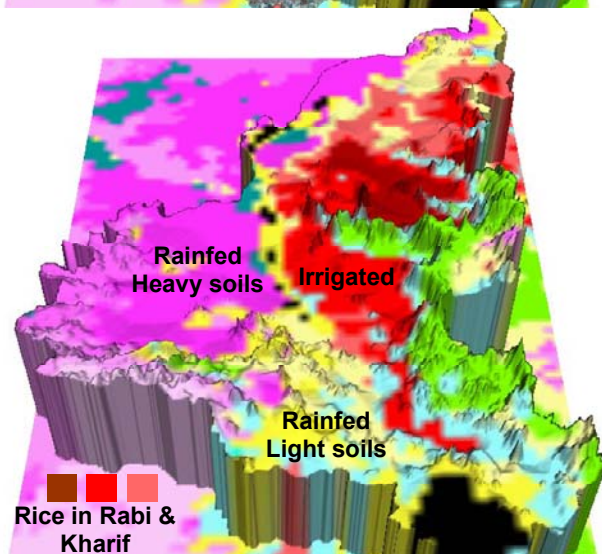 Rainfed
Heavy soils
Irrigated
Rainfed
Light soils
Rice in Rabi &
Kharif